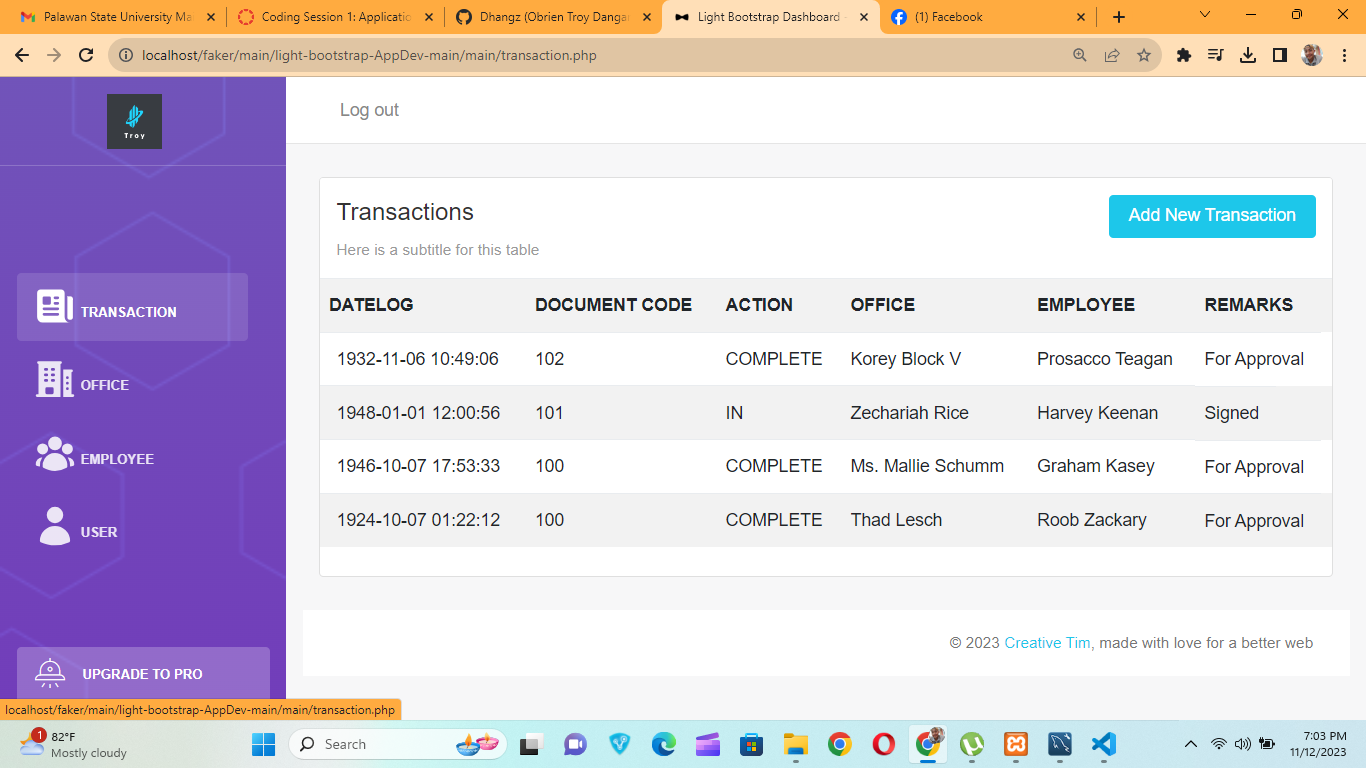 Palawan State University Ma
Coding Session 1: Applicatio
Dhangz (Obrien Troy Dangan
Light Bootstrap Dashboard -
(1) Facebook
localhost/faker/main/light-bootstrap-AppDev-main/main/transaction.php
Troy
Log out
Transactions
Add New Transaction
Here is a subtitle for this table
DATELOG DOCUMENT CODE ACTION OFFICE EMPLOYEE REMARKS
1932-11-06 10:49:06 102 COMPLETE Korey Block V Prosacco Teagan For Approval
1948-01-01 12:00:56 101 IN Zechariah Rice Harvey Keenan Signed
1946-10-07 17:53:33 100 COMPLETE Ms. Mallie Schumm Graham Kasey For Approval
1924-10-07 01:22:12 100 COMPLETE Thad Lesch Roob Zackary For Approval
TRANSACTION
OFFICE
EMPLOYEE
USER
UPGRADE TO PRO
© 2023 Creative Tim, made with love for a better web
localhost/faker/main/light-bootstrap-AppDev-main/main/transaction.php
1
82°F
Mostly cloudy
Search
7:03 PM
11/12/2023